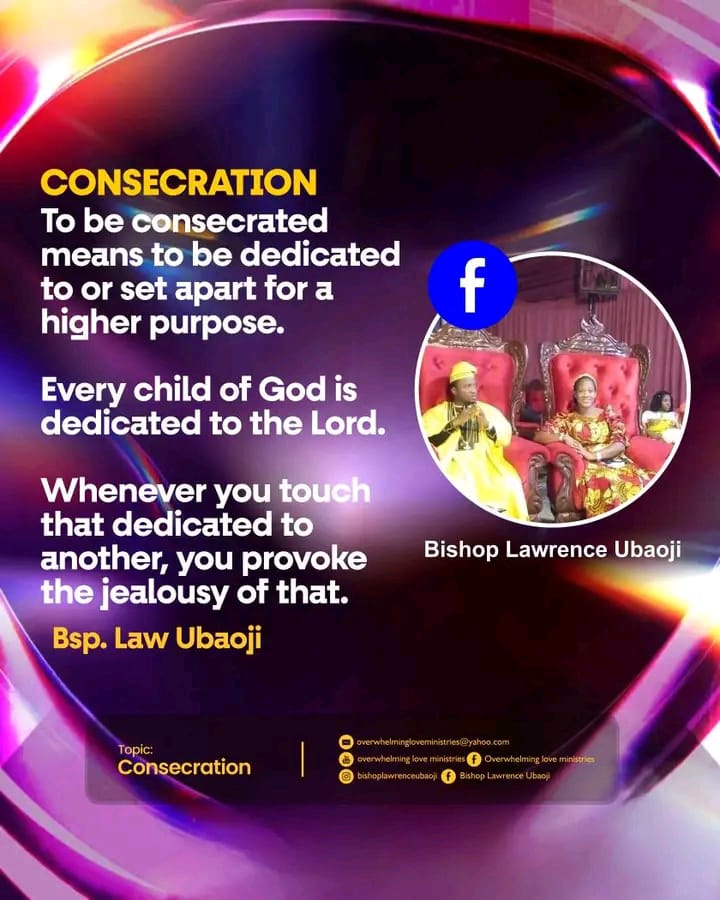 CONSECRATION
To be consecrated
means to be dedicated
to or set apart for a
higher purpose.
Every child of God is
dedicated to the Lord.
Whenever you touch
that dedicated to
another, you provoke
the jealousy of that.
Bsp. Law Ubaoji
f
Bishop Lawrence Ubaoji
Topic:
Consecration
overwhelmingloveministries@yahoo.com
overwhelming love ministries f Overwhelming love ministries
bishoplawrenceubaoji f Bishop Lawrence Ubaoji